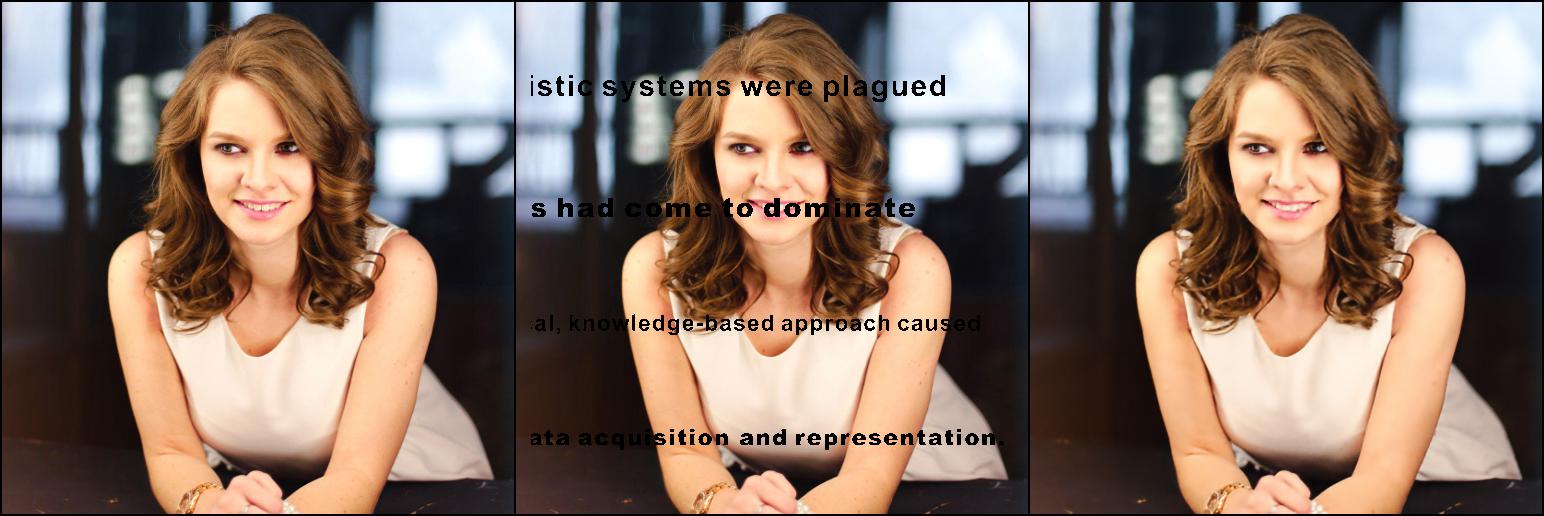 istic systems were plagued
s had come to dominate
al, knowledge-based approach caused
ata acquisition and representation.